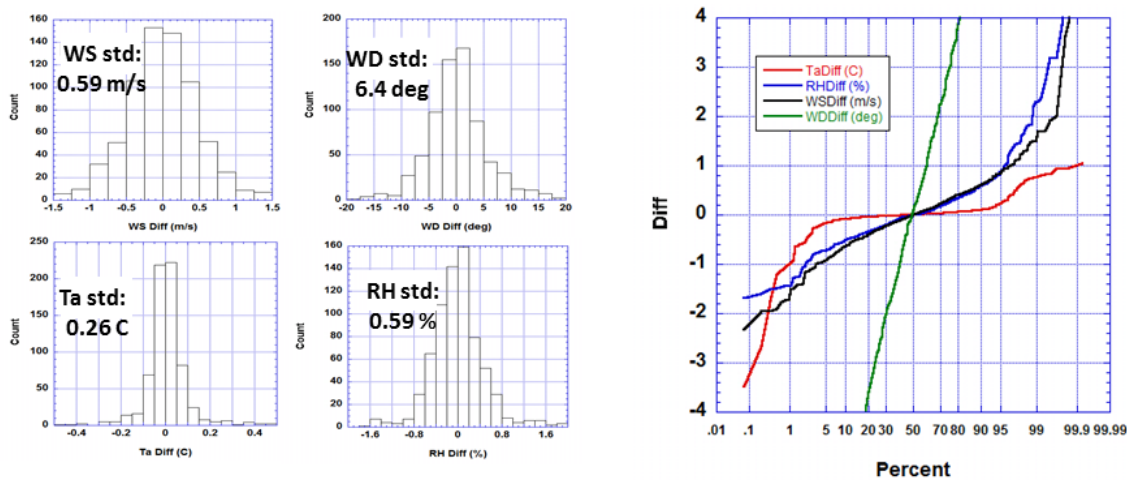 160
140
120
100
80
60
40
20
0
Count
WS std:
0.59 m/s
-1.5 -1 -0.5 0 0.5 1 1.5
WS Diff (m/s)
200
150
100
50
0
Count
WD std:
6.4 deg
-20 -15 -10 -5 0 5 10 15 20
WD Diff (deg)
250
200
150
100
50
0
Count
Ta std:
0.26 C
-0.4 -0.2 0 0.2 0.4
Ta Diff (C)
160
140
120
100
80
60
40
20
0
Count
RH std:
0.59 %
-1.6 -0.8 0 0.8 1.6
RH Diff (%)
4
3
2
1
0
-1
-2
-3
-4
Diff
TaDiff (C)
RHDiff (%)
WSDiff (m/s)
WDDiff (deg)
.01 .1 1 5 10 20 30 50 70 80 90 95 99 99.9 99.99
Percent